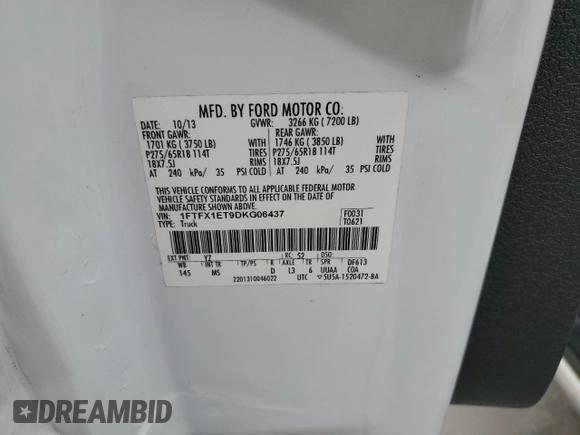 MFD. BY FORD MOTOR CO.
DATE: 10/13 GVWR: 3266 KG ( 7200 LB)
FRONT GAWR: REAR GAWR:
1701 KG ( 3750 LB) WITH 1746 KG ( 3850 LB) WITH
P275/65R18 114T TIRES P275/65R18 114T TIRES
18X7.5J RIMS 18X7.5J RIMS
AT 240 kPa/ 35 PSI COLD AT 240 kPa/ 35 PSI COLD
THIS VEHICLE CONFORMS TO ALL APPLICABLE FEDERAL MOTOR
VEHICLE SAFETY STANDARDS IN EFFECT ON THE DATE OF
MANUFACTURE SHOWN ABOVE.
VIN: 1FTFX1ET9DKG06437 F0031
TYPE: Truck T0621
EXT PNT: YZ RC: 52 DSO:
WB INT TR TP/PS R AXLE TR SPR DF613
145 MS D L3 6 UUAA COA
2201310046022 UTC ▽5U5A-1520472-BA
DREAMBID